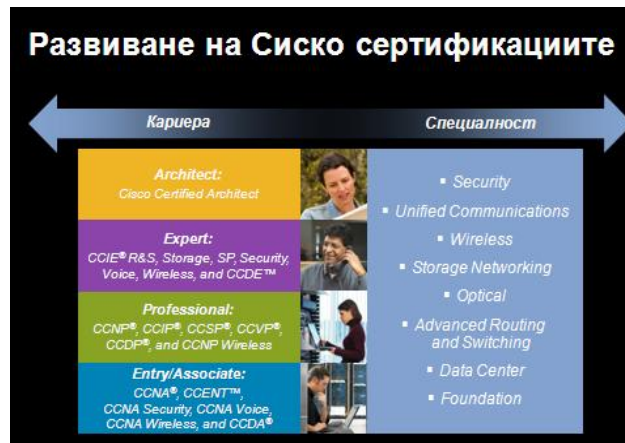 Развиване на Сиско сертификациите
Кариера
Специалност
Architect:
Cisco Certified Architect
Expert:
CCIE® R&S, Storage, SP, Security,
Voice, Wireless, and CCDE™
Professional:
CCNP®, CCIP®, CCSP®, CCVP®,
CCDP®, and CCNP Wireless
Entry/Associate:
CCNA®, CCENT™,
CCNA Security, CCNA Voice,
CCNA Wireless, and CCDA®
▪ Security
▪ Unified Communications
▪ Wireless
▪ Storage Networking
▪ Optical
▪ Advanced Routing
and Switching
▪ Data Center
▪ Foundation